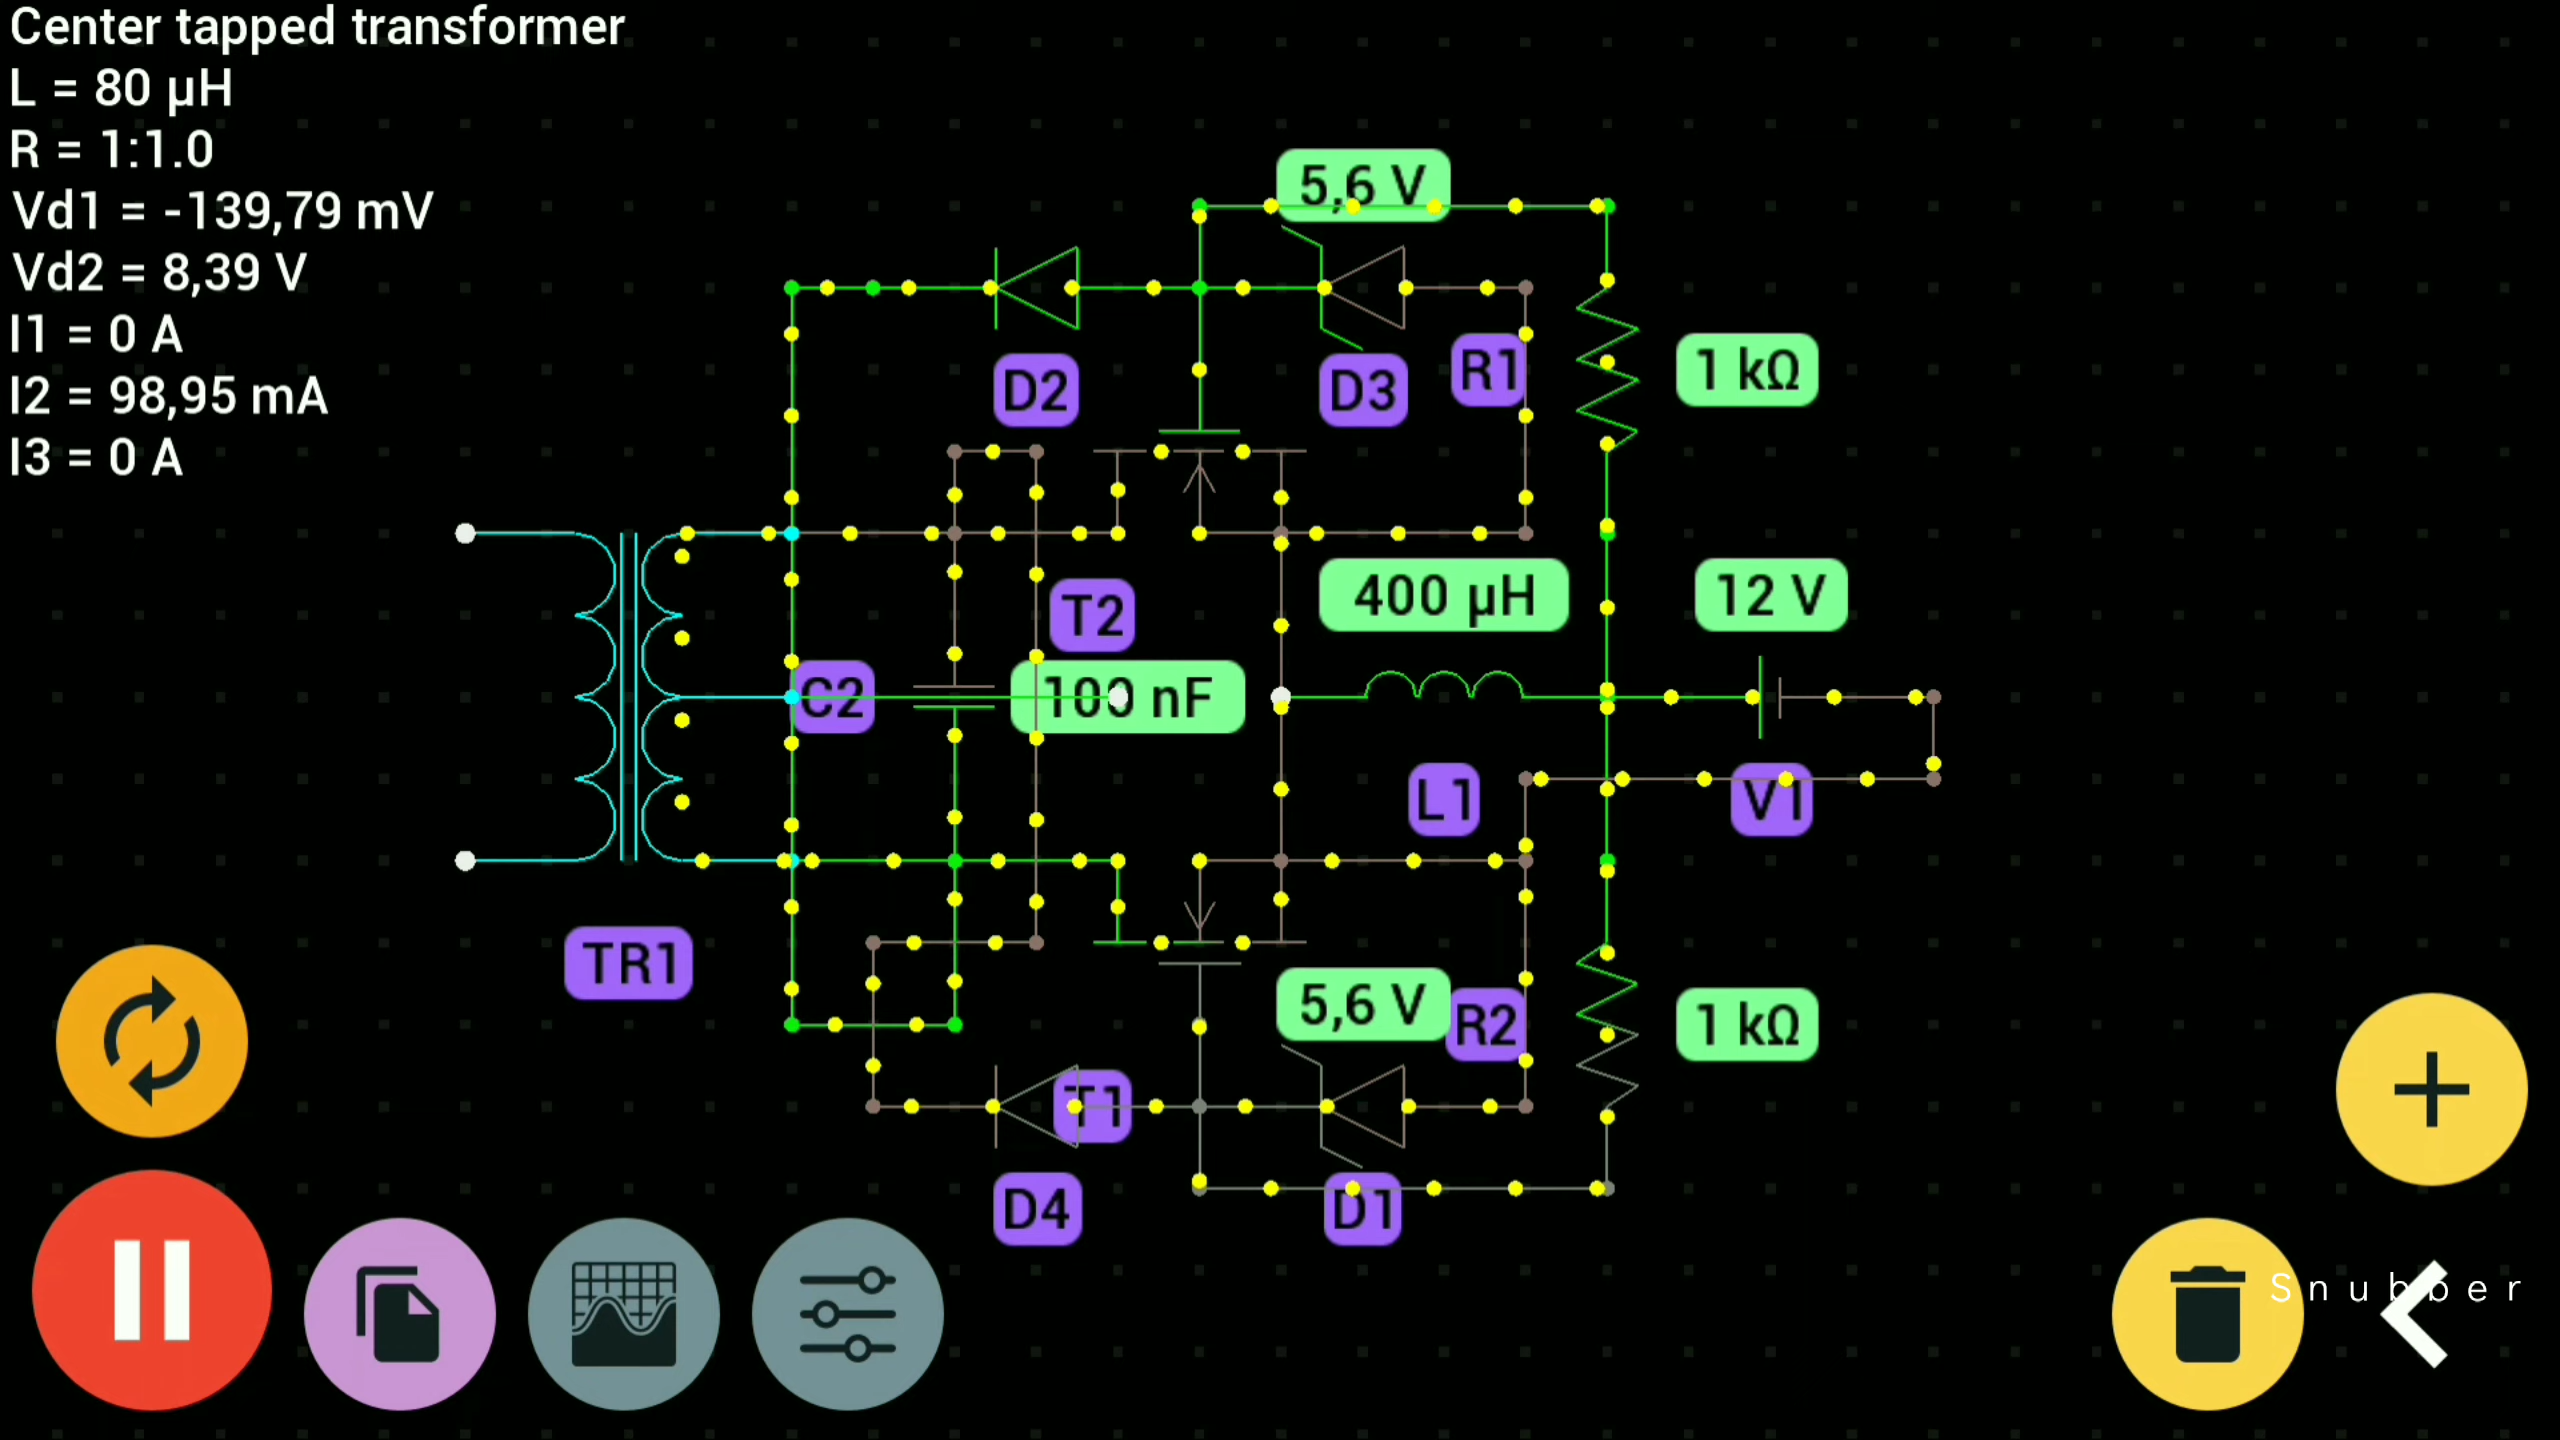 Center tapped transformer
L = 80 µH
R = 1:1.0
Vd1 = -139,79 mV
Vd2 = 8,39 V
I1 = 0 A
I2 = 98,95 mA
I3 = 0 A
5,6 V
D2
D3
R1
1 kΩ
T2
400 µH
12 V
C2
100 nF
L1
V1
TR1
5,6 V
R2
1 kΩ
T1
D4
D1
Snubber